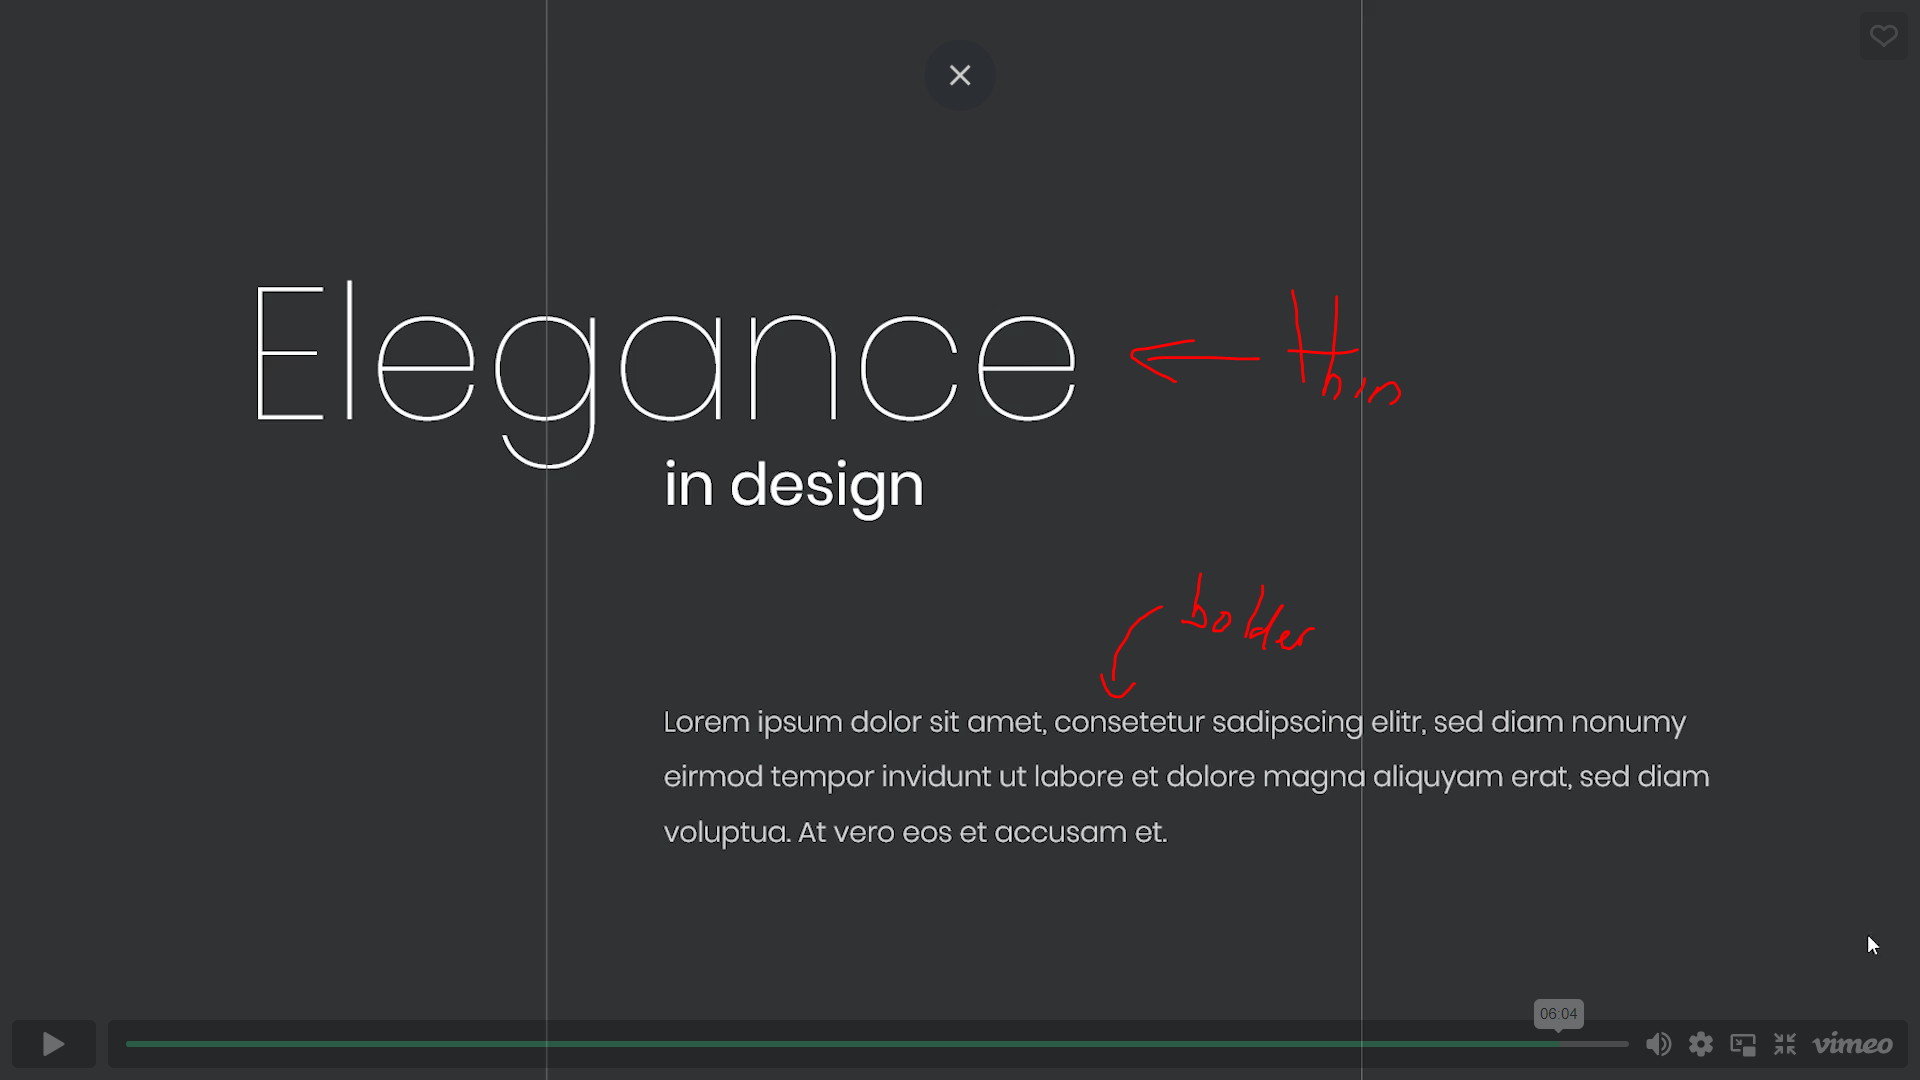 Elegance
Thin
in design
bolder
Lorem ipsum dolor sit amet, consetetur sadipscing elitr, sed diam nonumy
eirmod tempor invidunt ut labore et dolore magna aliquyam erat, sed diam
voluptua. At vero eos et accusam et.
06:04
vimeo